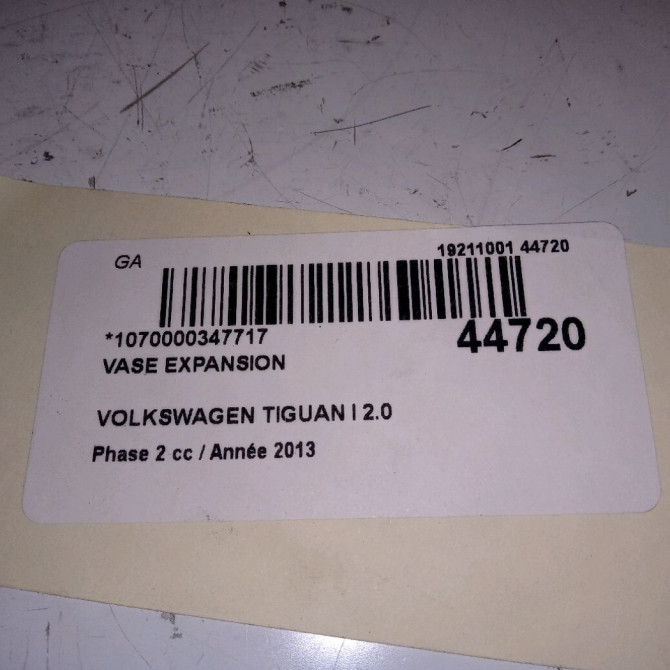 GA
19211001 44720
*1070000347717
44720
VASE EXPANSION
VOLKSWAGEN TIGUAN I 2.0
Phase 2 cc / Année 2013